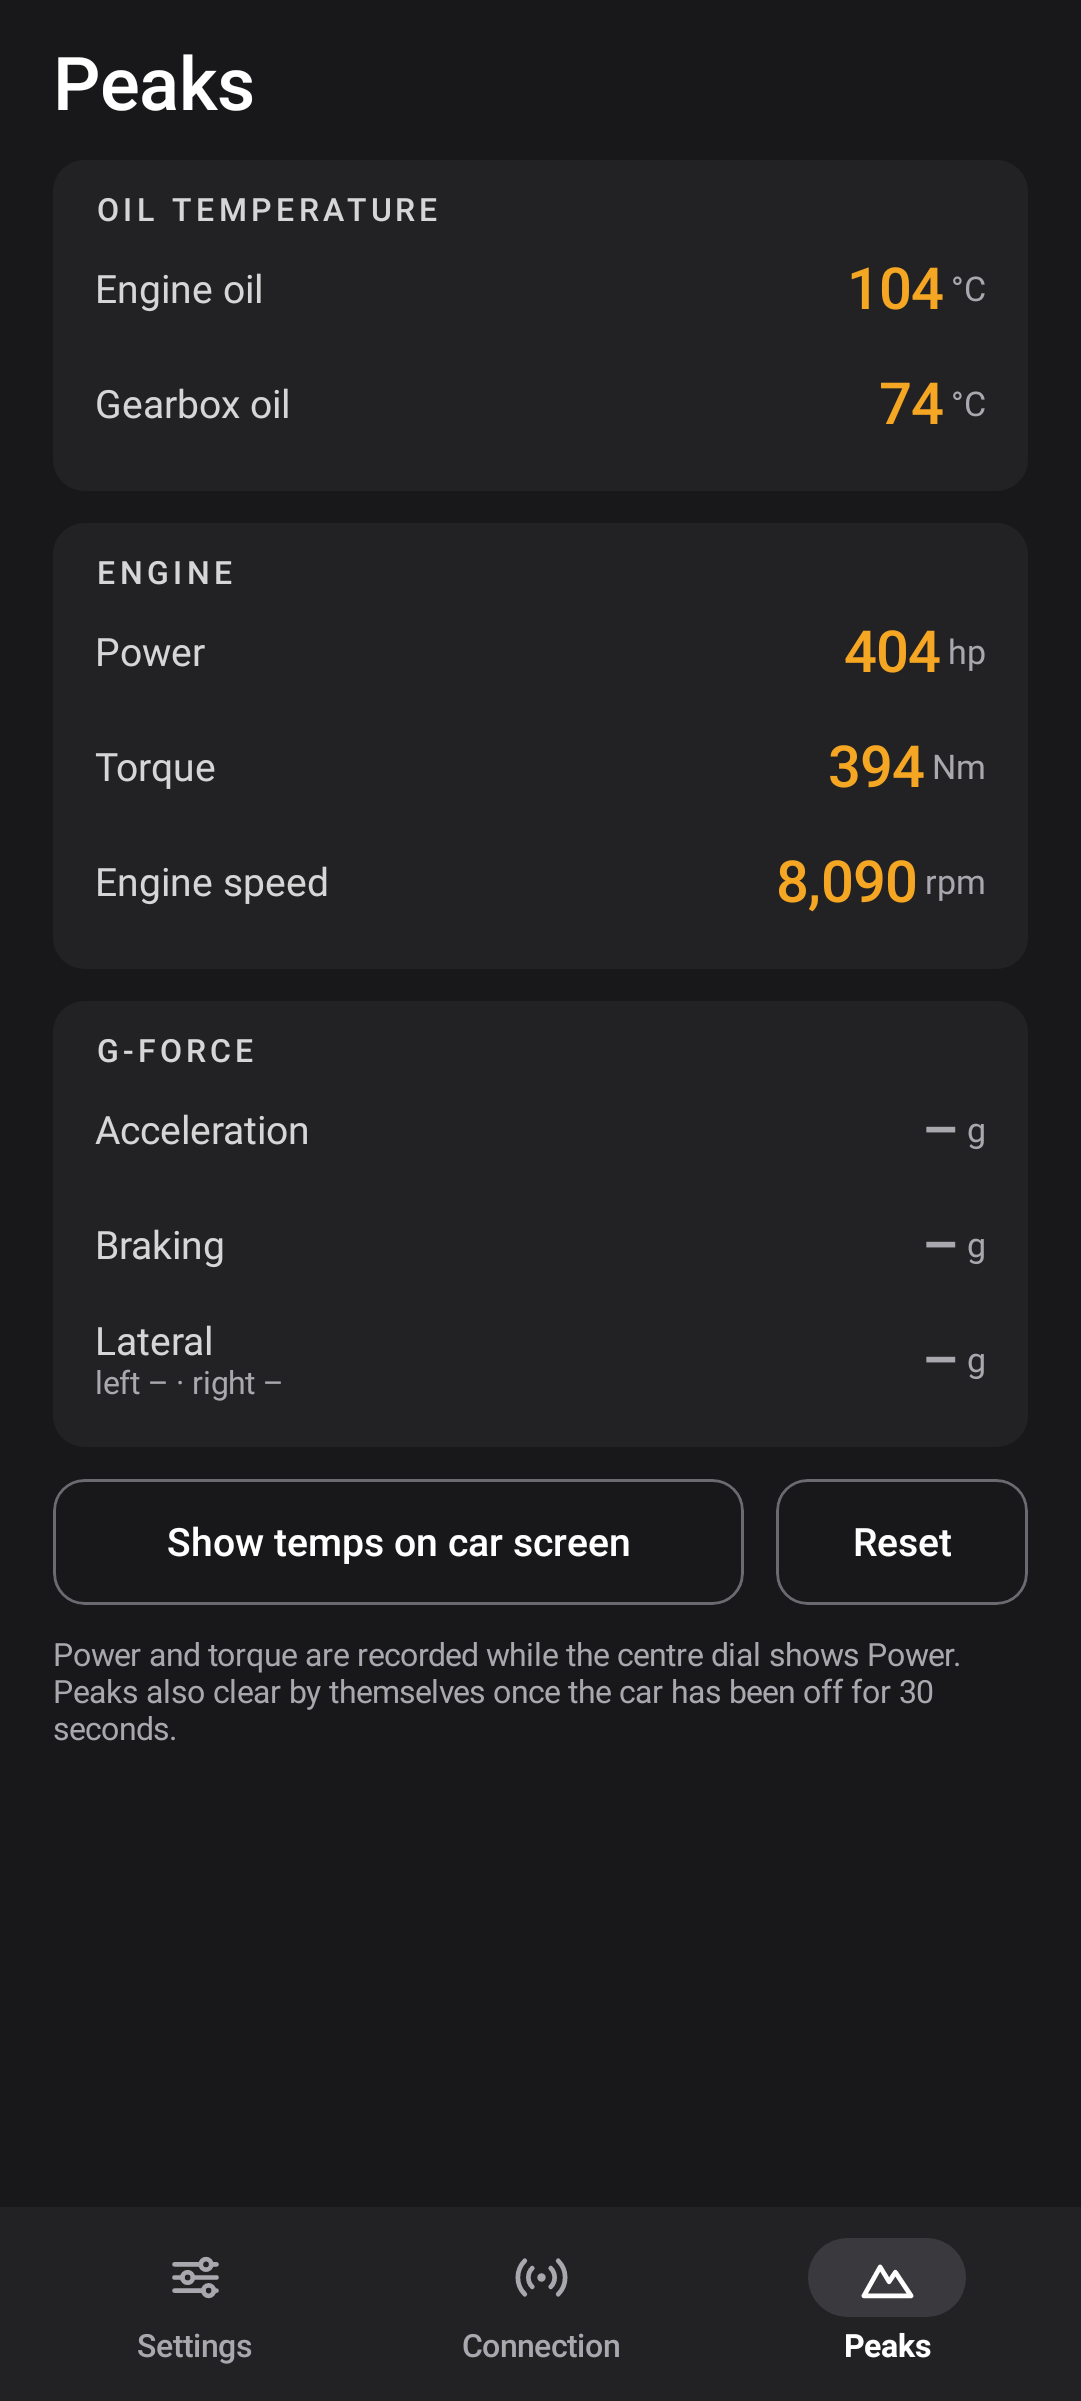 Peaks
OIL TEMPERATURE
Engine oil 104 °C
Gearbox oil 74 °C
ENGINE
Power 404 hp
Torque 394 Nm
Engine speed 8,090 rpm
G-FORCE
Acceleration – g
Braking – g
Lateral – g
left – · right –
Show temps on car screen Reset
Power and torque are recorded while the centre dial shows Power.
Peaks also clear by themselves once the car has been off for 30
seconds.
Settings Connection Peaks